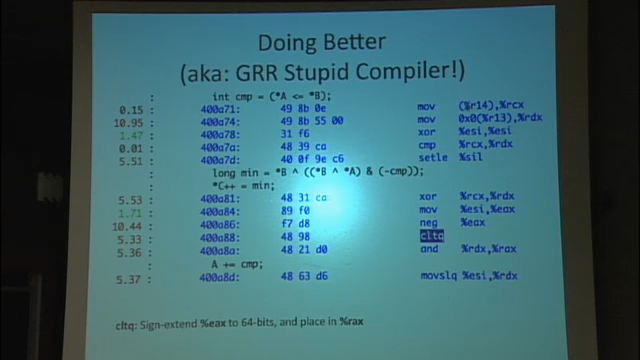 Doing Better
(aka: GRR Stupid Compiler!)
: int cmp = (*A <= *B);
0.15 : 400a71: 49 8b 0e mov (%r14),%rcx
10.95 : 400a74: 49 8b 55 00 mov 0x0(%r13),%rdx
1.47 : 400a78: 31 f6 xor %esi,%esi
0.01 : 400a7a: 48 39 ca cmp %rcx,%rdx
5.51 : 400a7d: 40 0f 9e c6 setle %sil
: long min = *B ^ ((*B ^ *A) & (-cmp));
: *C++ = min;
5.53 : 400a81: 48 31 ca xor %rcx,%rdx
1.71 : 400a84: 89 f0 mov %esi,%eax
10.44 : 400a86: f7 d8 neg %eax
5.33 : 400a88: 48 98 cltq
5.36 : 400a8a: 48 21 d0 and %rdx,%rax
: A += cmp;
5.37 : 400a8d: 48 63 d6 movslq %esi,%rdx
cltq: Sign-extend %eax to 64-bits, and place in %rax